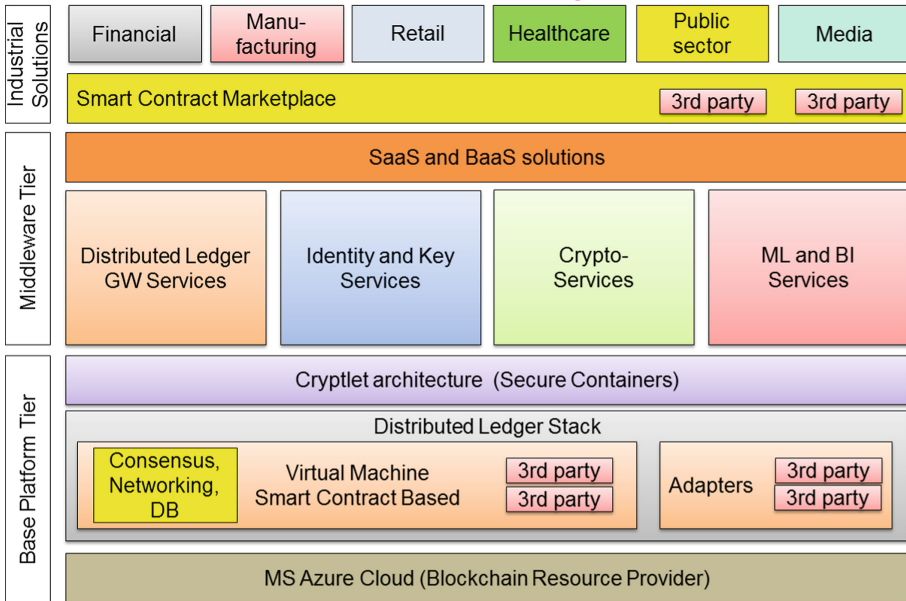 Industrial
Solutions
Financial
Manu-
facturing
Retail
Healthcare
Public
sector
Media
Smart Contract Marketplace
3rd party
3rd party
Middleware Tier
SaaS and BaaS solutions
Distributed Ledger
GW Services
Identity and Key
Services
Crypto-
Services
ML and BI
Services
Base Platform Tier
Cryptlet architecture (Secure Containers)
Distributed Ledger Stack
Consensus,
Networking,
DB
Virtual Machine
Smart Contract Based
3rd party
3rd party
Adapters
3rd party
3rd party
MS Azure Cloud (Blockchain Resource Provider)